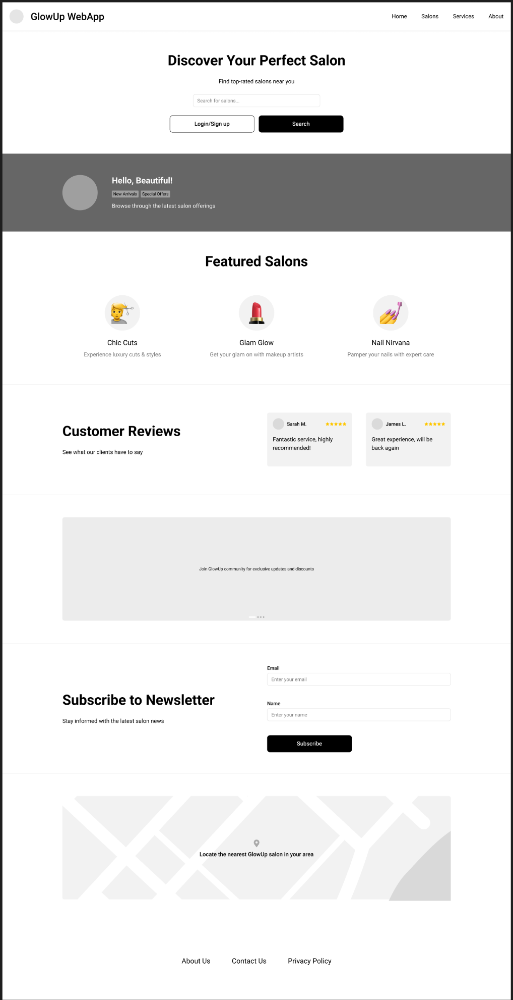 GlowUp WebApp
Home
Salons
Services
About
Discover Your Perfect Salon
Find top-rated salons near you
Search for salons...
Login/Sign up
Search
Hello, Beautiful!
New Arrivals
Special Offers
Browse through the latest salon offerings
Featured Salons
Chic Cuts
Experience luxury cuts & styles
Glam Glow
Get your glam on with makeup artists
Nail Nirvana
Pamper your nails with expert care
Customer Reviews
See what our clients have to say
Sarah M.
Fantastic service, highly
recommended!
James L.
Great experience, will be
back again
Join GlowUp community for exclusive updates and discounts
Subscribe to Newsletter
Stay informed with the latest salon news
Email
Enter your email
Name
Enter your name
Subscribe
Locate the nearest GlowUp salon in your area
About Us
Contact Us
Privacy Policy